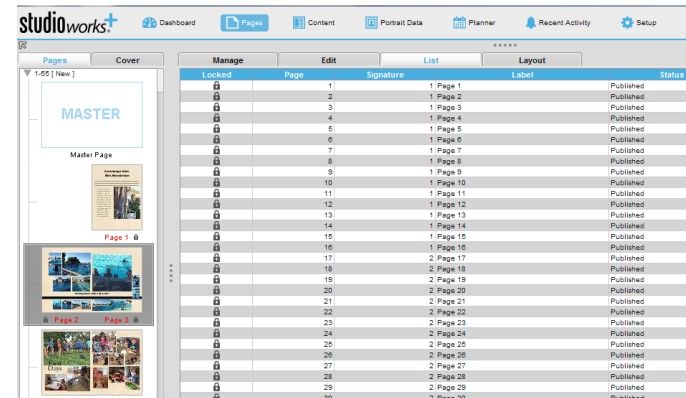 studioworks+ Dashboard Pages Content Portrait Data Planner Recent Activity Setup
Pages Cover Manage Edit List Layout
1-55 [ New ]
Locked Page Signature Label Status
1 1 Page 1 Published
2 1 Page 2 Published
3 1 Page 3 Published
4 1 Page 4 Published
5 1 Page 5 Published
6 1 Page 6 Published
7 1 Page 7 Published
8 1 Page 8 Published
9 1 Page 9 Published
10 1 Page 10 Published
11 1 Page 11 Published
12 1 Page 12 Published
13 1 Page 13 Published
14 1 Page 14 Published
15 1 Page 15 Published
16 1 Page 16 Published
17 2 Page 17 Published
18 2 Page 18 Published
19 2 Page 19 Published
20 2 Page 20 Published
21 2 Page 21 Published
22 2 Page 22 Published
23 2 Page 23 Published
24 2 Page 24 Published
25 2 Page 25 Published
26 2 Page 26 Published
27 2 Page 27 Published
28 2 Page 28 Published
29 2 Page 29 Published
MASTER
Master Page
Page 1
Page 2 Page 3
Days